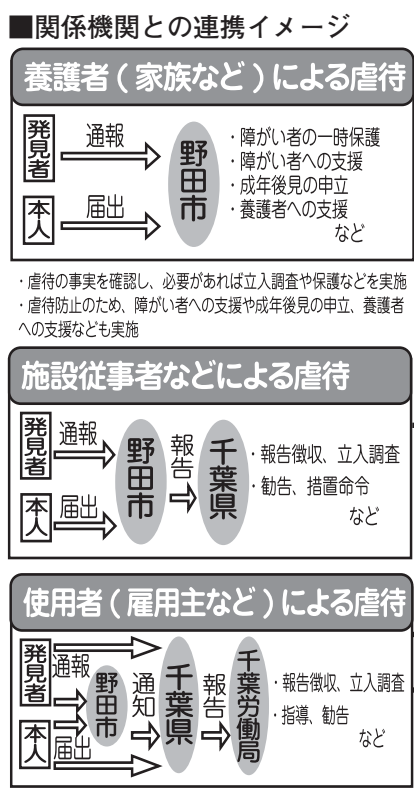 ■関係機関との連携イメージ
養護者(家族など)による虐待
発見者
通報
本人
届出
野田市
・障がい者の一時保護
・障がい者への支援
・成年後見の申立
・養護者への支援
など
・虐待の事実を確認し、必要があれば立入調査や保護などを実施
・虐待防止のため、障がい者への支援や成年後見の申立、養護者
への支援なども実施
施設従事者などによる虐待
発見者
通報
本人
届出
野田市
報告
千葉県
・報告徴収、立入調査
・勧告、措置命令
など
使用者(雇用主など)による虐待
発見者
通報
本人
届出
野田市
通知
千葉県
報告
千葉労働局
・報告徴収、立入調査
・指導、勧告
など